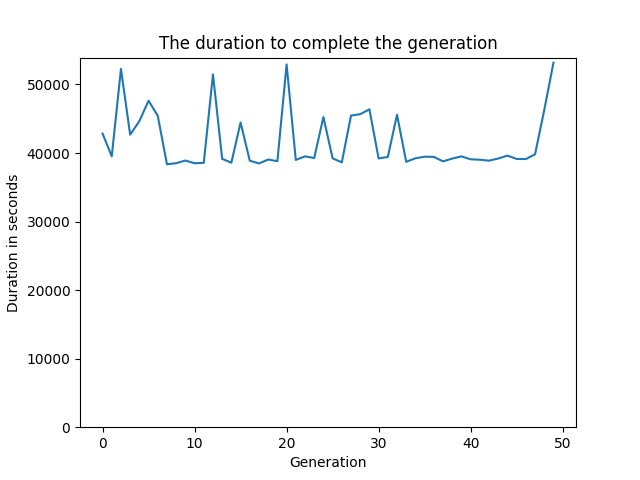 The duration to complete the generation
50000
40000
30000
20000
10000
0
Duration in seconds
0 10 20 30 40 50
Generation